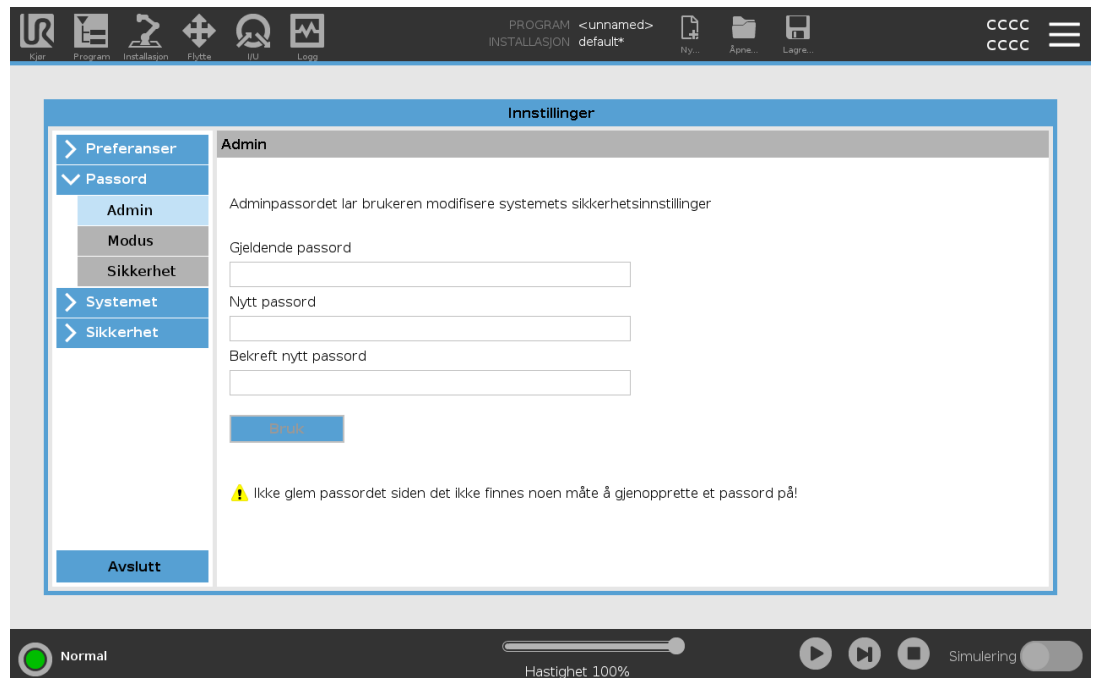 PROGRAM <unnamed>
INSTALLASJON default*
CCCC
CCCC
Kjør Program Installasjon Flytte I/U Logg Ny... Åpne... Lagre...
Innstillinger
Preferanser
Passord
Admin
Modus
Sikkerhet
Systemet
Sikkerhet
Avslutt
Admin
Adminpassordet lar brukeren modifisere systemets sikkerhetsinnstillinger
Gjeldende passord
Nytt passord
Bekreft nytt passord
Bruk
Ikke glem passordet siden det ikke finnes noen måte å gjenopprette et passord på!
Normal
Hastighet 100%
Simulering